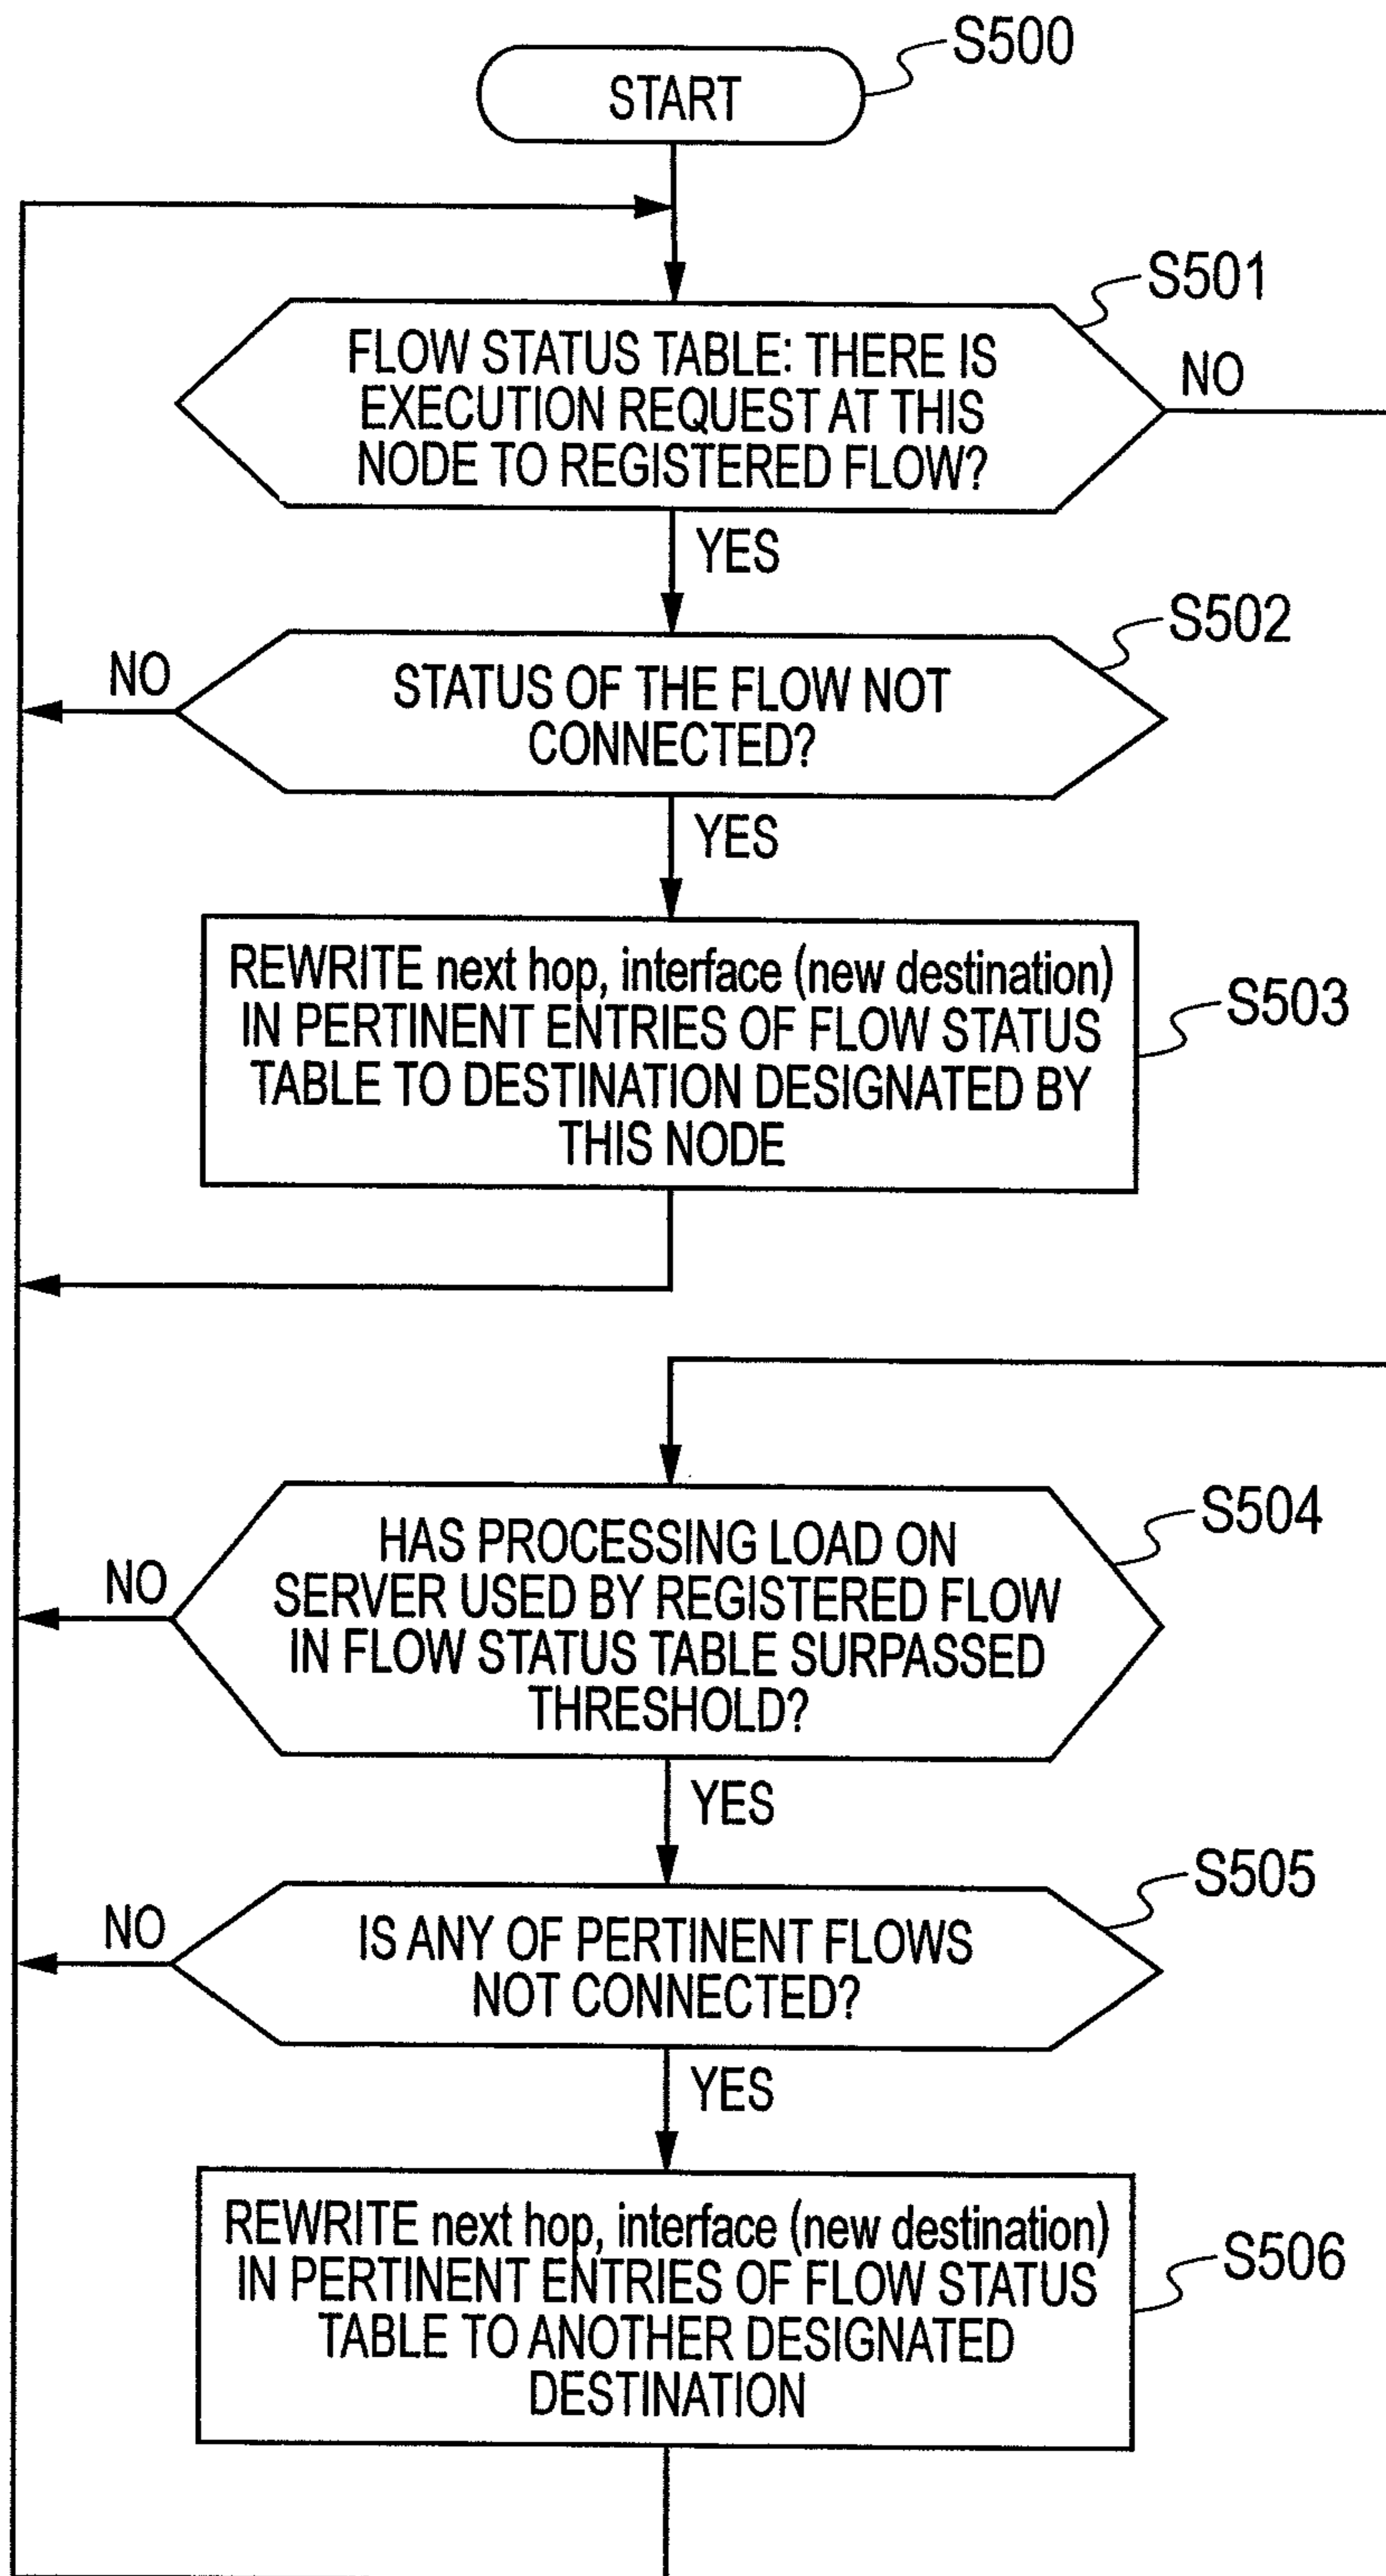 S500
START
S501
FLOW STATUS TABLE: THERE IS
EXECUTION REQUEST AT THIS
NODE TO REGISTERED FLOW?
NO
YES
S502
NO
STATUS OF THE FLOW NOT
CONNECTED?
YES
REWRITE next hop, interface (new destination)
IN PERTINENT ENTRIES OF FLOW STATUS
TABLE TO DESTINATION DESIGNATED BY
THIS NODE
S503
S504
NO
HAS PROCESSING LOAD ON
SERVER USED BY REGISTERED FLOW
IN FLOW STATUS TABLE SURPASSED
THRESHOLD?
YES
S505
NO
IS ANY OF PERTINENT FLOWS
NOT CONNECTED?
YES
REWRITE next hop, interface (new destination)
IN PERTINENT ENTRIES OF FLOW STATUS
TABLE TO ANOTHER DESIGNATED
DESTINATION
S506